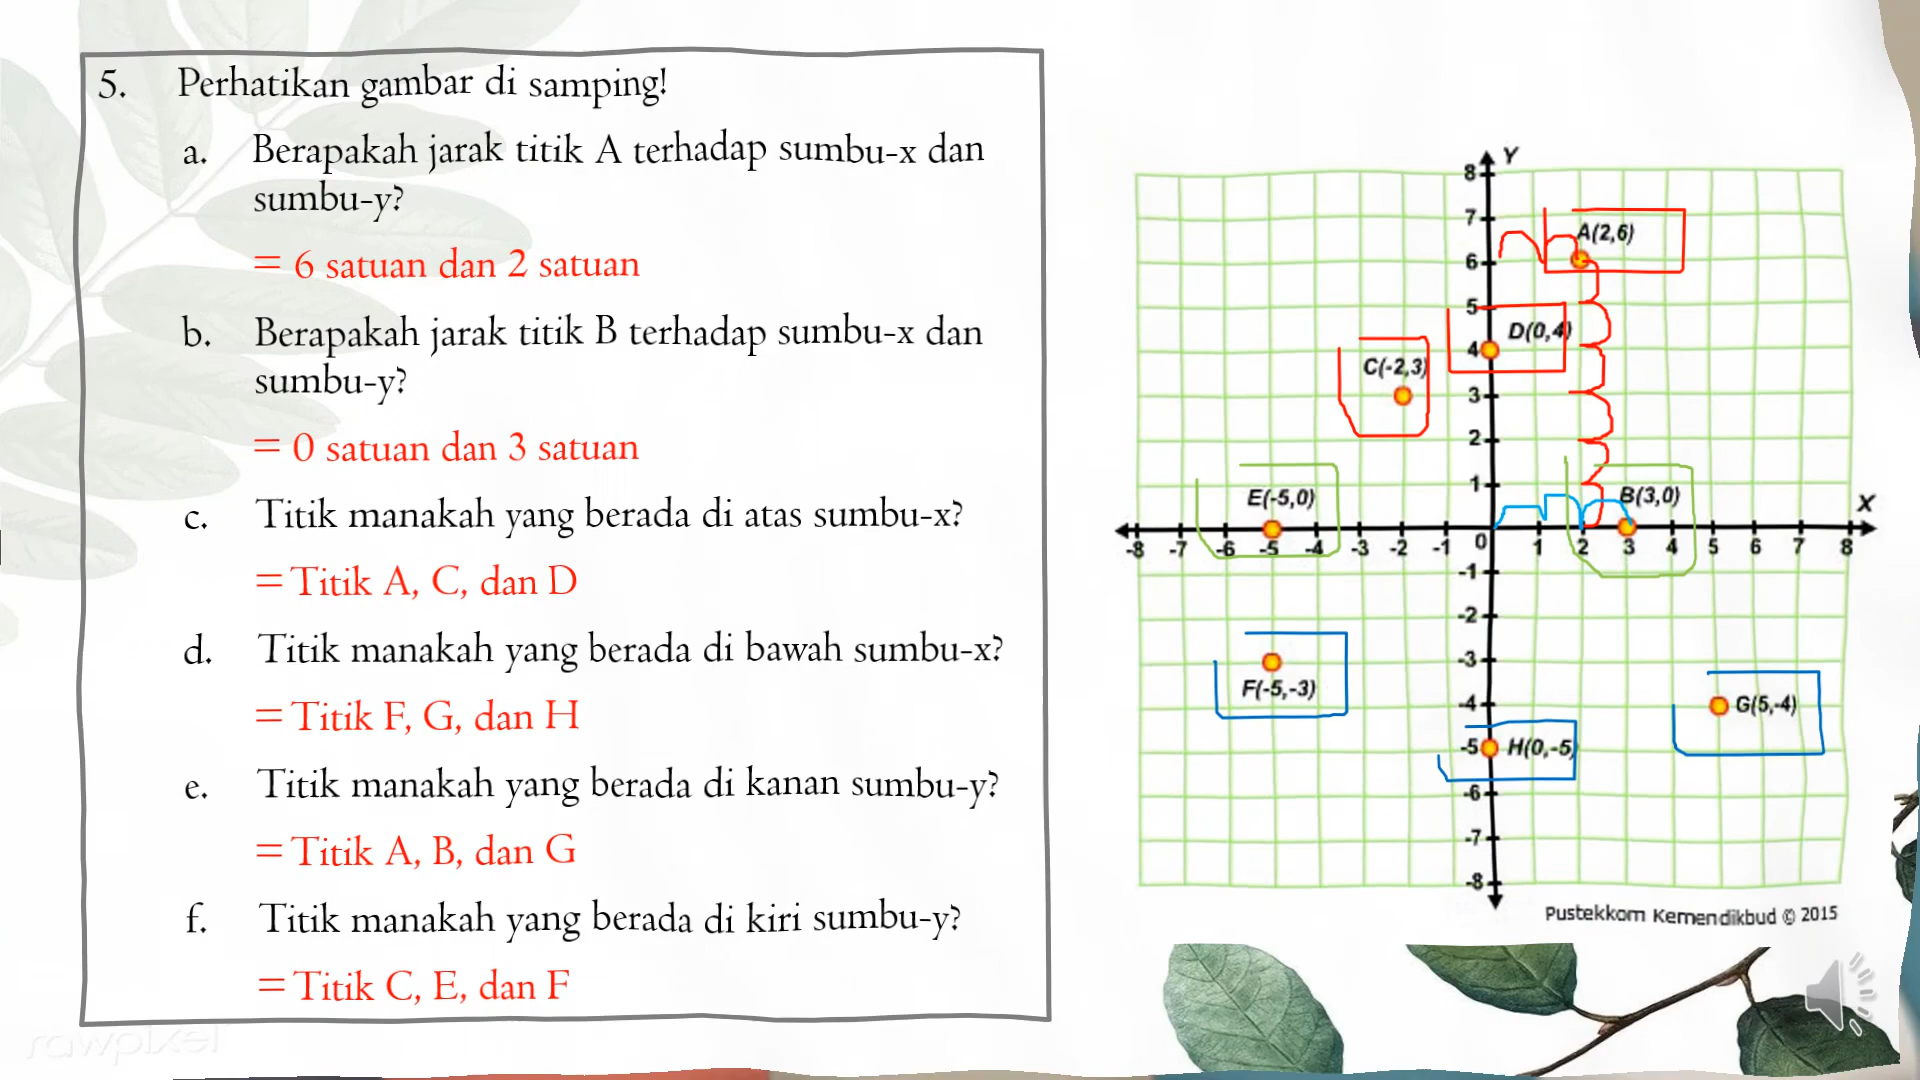 5. Perhatikan gambar di samping!
a. Berapakah jarak titik A terhadap sumbu-x dan
sumbu-y?
= 6 satuan dan 2 satuan
b. Berapakah jarak titik B terhadap sumbu-x dan
sumbu-y?
= 0 satuan dan 3 satuan
c. Titik manakah yang berada di atas sumbu-x?
= Titik A, C, dan D
d. Titik manakah yang berada di bawah sumbu-x?
= Titik F, G, dan H
e. Titik manakah yang berada di kanan sumbu-y?
= Titik A, B, dan G
f. Titik manakah yang berada di kiri sumbu-y?
= Titik C, E, dan F
rawpixel
Y
8
7
A(2,6)
6
5
D(0,4)
4
C(-2,3)
3
2
1
E(-5,0)
B(3,0)
X
-8 -7 -6 -5 -4 -3 -2 -1 0 1 2 3 4 5 6 7 8
-1
-2
-3
F(-5,-3)
-4
G(5,-4)
-5
H(0,-5)
-6
-7
-8
Pustekkom Kemendikbud © 2015